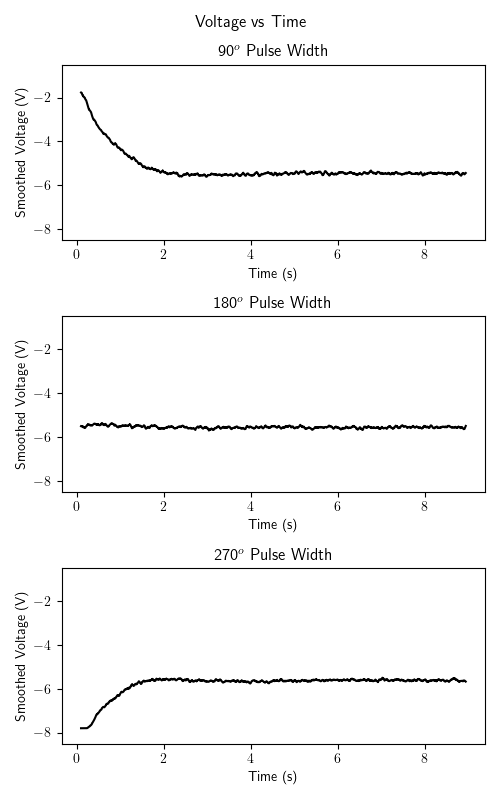 Voltage vs Time
90° Pulse Width
Smoothed Voltage (V)
−2
−4
−6
−8
0 2 4 6 8
Time (s)
180° Pulse Width
Smoothed Voltage (V)
−2
−4
−6
−8
0 2 4 6 8
Time (s)
270° Pulse Width
Smoothed Voltage (V)
−2
−4
−6
−8
0 2 4 6 8
Time (s)